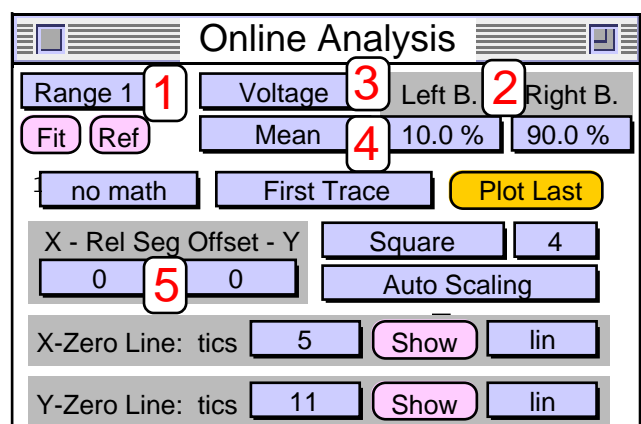 Online Analysis
Range 1 1 Voltage 3 Left B. 2 Right B.
Fit Ref Mean 4 10.0 % 90.0 %
no math First Trace Plot Last
X - Rel Seg Offset - Y Square 4
0 5 0 Auto Scaling
X-Zero Line: tics 5 Show lin
Y-Zero Line: tics 11 Show lin